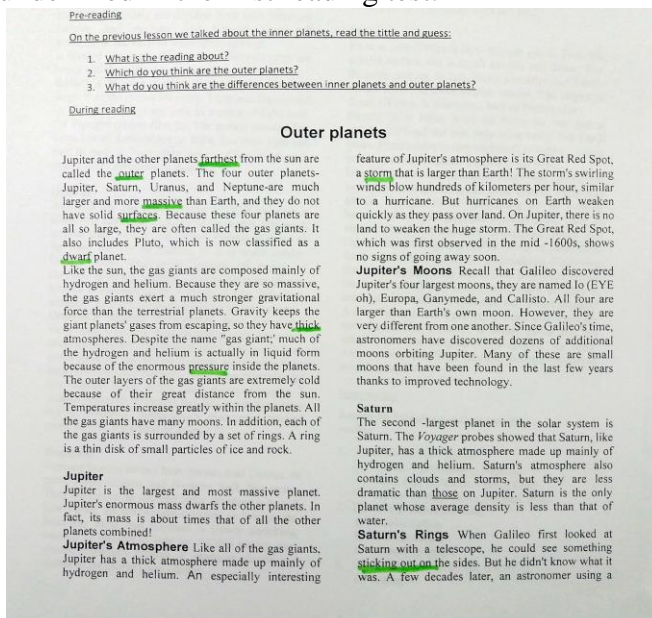 Pre-reading
On the previous lesson we talked about the inner planets, read the tittle and guess:
1. What is the reading about?
2. Which do you think are the outer planets?
3. What do you think are the differences between inner planets and outer planets?
During reading
Outer planets
Jupiter and the other planets farthest from the sun are
called the outer planets. The four outer planets-
Jupiter, Saturn, Uranus, and Neptune-are much
larger and more massive than Earth, and they do not
have solid surfaces. Because these four planets are
all so large, they are often called the gas giants. It
also includes Pluto, which is now classified as a
dwarf planet.
Like the sun, the gas giants are composed mainly of
hydrogen and helium. Because they are so massive,
the gas giants exert a much stronger gravitational
force than the terrestrial planets. Gravity keeps the
giant planets' gases from escaping, so they have thick
atmospheres. Despite the name "gas giant;' much of
the hydrogen and helium is actually in liquid form
because of the enormous pressure inside the planets.
The outer layers of the gas giants are extremely cold
because of their great distance from the sun.
Temperatures increase greatly within the planets. All
the gas giants have many moons. In addition, each of
the gas giants is surrounded by a set of rings. A ring
is a thin disk of small particles of ice and rock.
Jupiter
Jupiter is the largest and most massive planet.
Jupiter's enormous mass dwarfs the other planets. In
fact, its mass is about times that of all the other
planets combined!
Jupiter's Atmosphere Like all of the gas giants,
Jupiter has a thick atmosphere made up mainly of
hydrogen and helium. An especially interesting
feature of Jupiter's atmosphere is its Great Red Spot,
a storm that is larger than Earth! The storm's swirling
winds blow hundreds of kilometers per hour, similar
to a hurricane. But hurricanes on Earth weaken
quickly as they pass over land. On Jupiter, there is no
land to weaken the huge storm. The Great Red Spot,
which was first observed in the mid -1600s, shows
no signs of going away soon.
Jupiter's Moons Recall that Galileo discovered
Jupiter's four largest moons, they are named Io (EYE
oh), Europa, Ganymede, and Callisto. All four are
larger than Earth's own moon. However, they are
very different from one another. Since Galileo's time,
astronomers have discovered dozens of additional
moons orbiting Jupiter. Many of these are small
moons that have been found in the last few years
thanks to improved technology.
Saturn
The second -largest planet in the solar system is
Saturn. The Voyager probes showed that Saturn, like
Jupiter, has a thick atmosphere made up mainly of
hydrogen and helium. Saturn's atmosphere also
contains clouds and storms, but they are less
dramatic than those on Jupiter. Saturn is the only
planet whose average density is less than that of
water.
Saturn's Rings When Galileo first looked at
Saturn with a telescope, he could see something
sticking out on the sides. But he didn't know what it
was. A few decades later, an astronomer using a